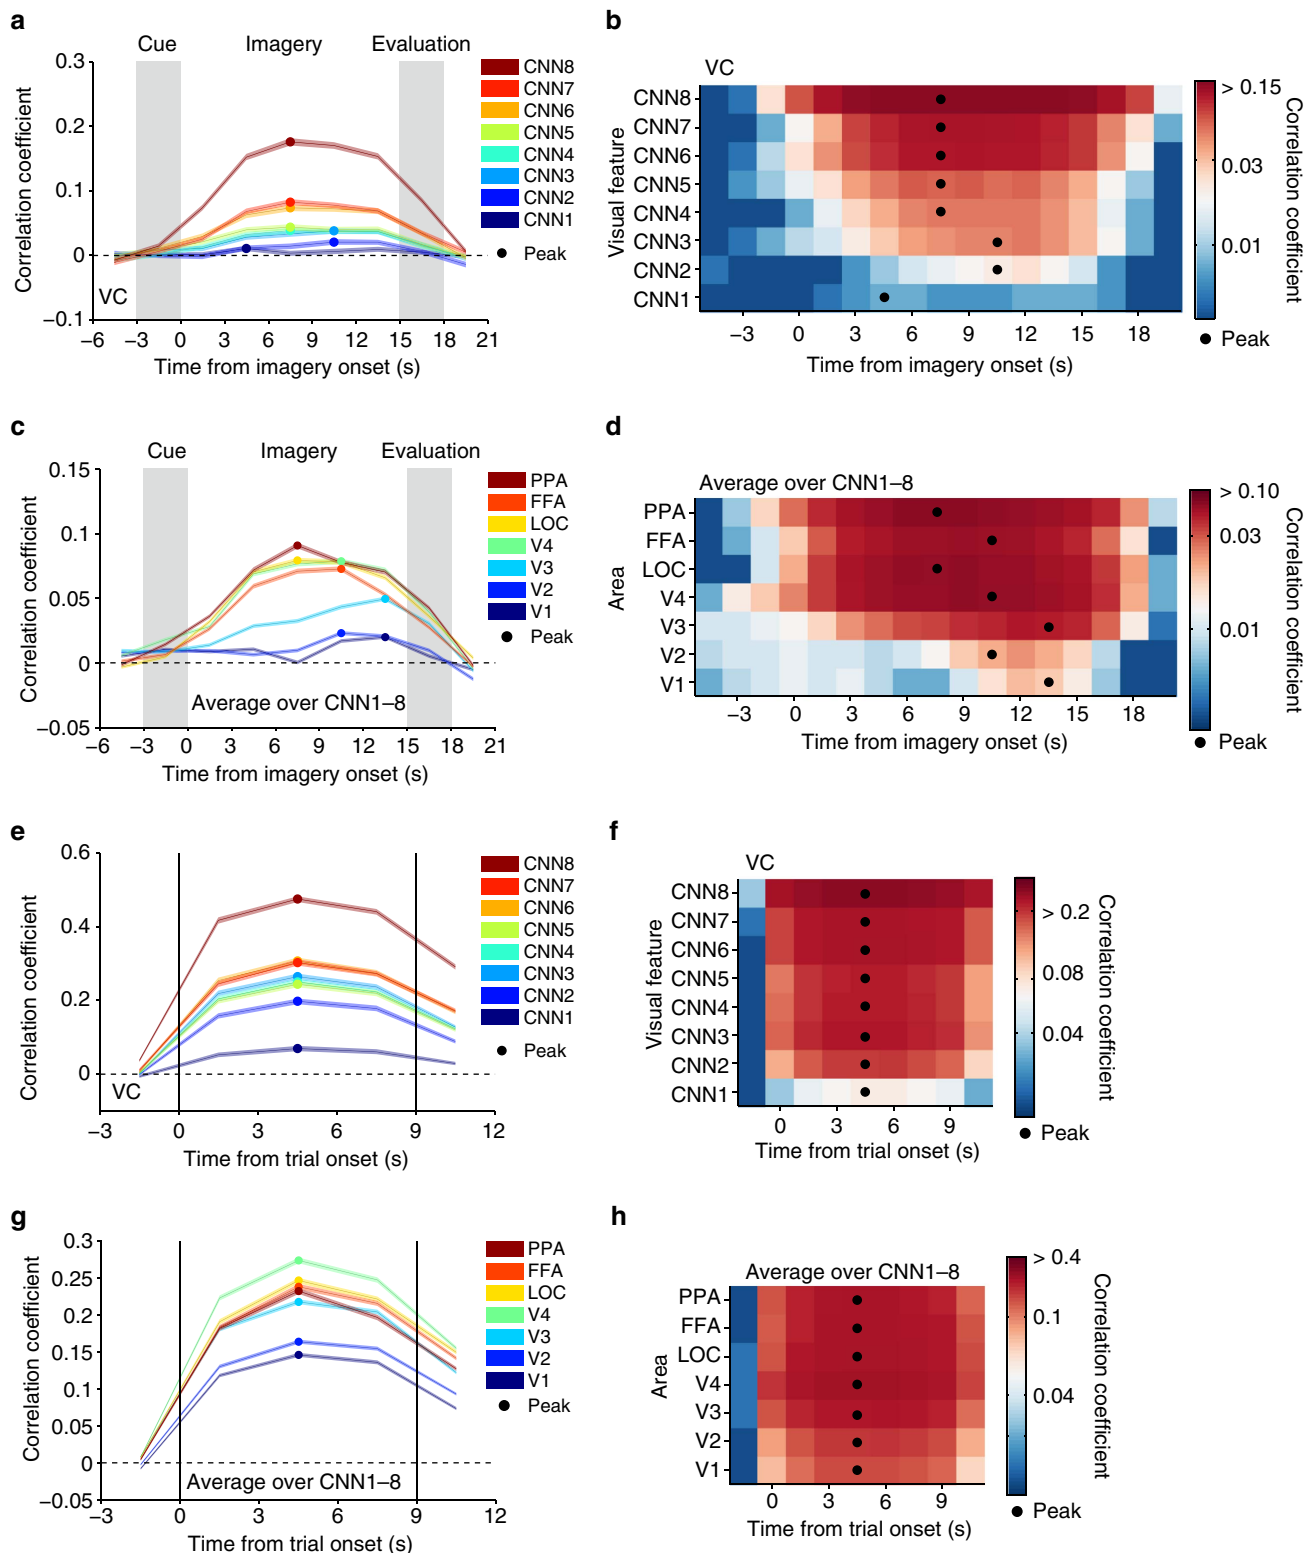 a
Cue Imagery Evaluation
Correlation coefficient
0.3
0.2
0.1
0
−0.1
VC
−6 −3 0 3 6 9 12 15 18 21
Time from imagery onset (s)
CNN8
CNN7
CNN6
CNN5
CNN4
CNN3
CNN2
CNN1
Peak
b
VC
Visual feature
CNN8
CNN7
CNN6
CNN5
CNN4
CNN3
CNN2
CNN1
−3 0 3 6 9 12 15 18
Time from imagery onset (s)
> 0.15
0.03
0.01
Correlation coefficient
Peak
c
Cue Imagery Evaluation
Correlation coefficient
0.15
0.1
0.05
0
−0.05
Average over CNN1–8
−6 −3 0 3 6 9 12 15 18 21
Time from imagery onset (s)
PPA
FFA
LOC
V4
V3
V2
V1
Peak
d
Average over CNN1–8
Area
PPA
FFA
LOC
V4
V3
V2
V1
−3 0 3 6 9 12 15 18
Time from imagery onset (s)
> 0.10
0.03
0.01
Correlation coefficient
Peak
e
Correlation coefficient
0.6
0.4
0.2
0
VC
−3 0 3 6 9 12
Time from trial onset (s)
CNN8
CNN7
CNN6
CNN5
CNN4
CNN3
CNN2
CNN1
Peak
f
VC
Visual feature
CNN8
CNN7
CNN6
CNN5
CNN4
CNN3
CNN2
CNN1
0 3 6 9
Time from trial onset (s)
> 0.2
0.08
0.04
Correlation coefficient
Peak
g
Correlation coefficient
0.3
0.25
0.2
0.15
0.1
0.05
0
−0.05
Average over CNN1–8
−3 0 3 6 9 12
Time from trial onset (s)
PPA
FFA
LOC
V4
V3
V2
V1
Peak
h
Average over CNN1–8
Area
PPA
FFA
LOC
V4
V3
V2
V1
0 3 6 9
Time from trial onset (s)
> 0.4
0.1
0.04
Correlation coefficient
Peak